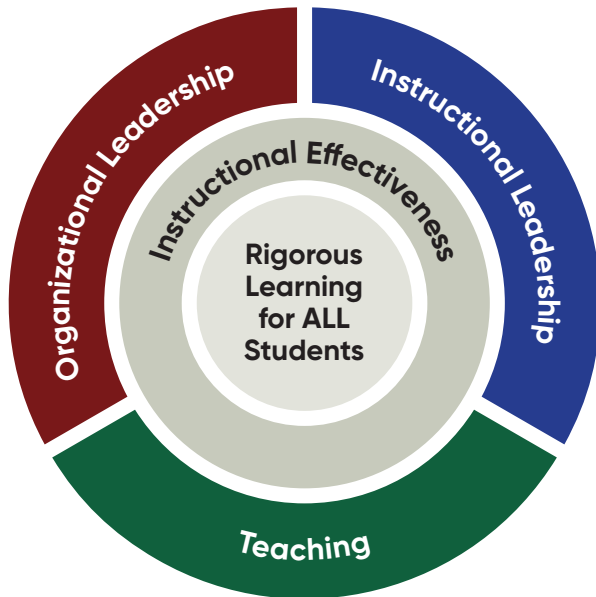 Organizational Leadership
Instructional Leadership
Instructional Effectiveness
Rigorous
Learning
for ALL
Students
Teaching